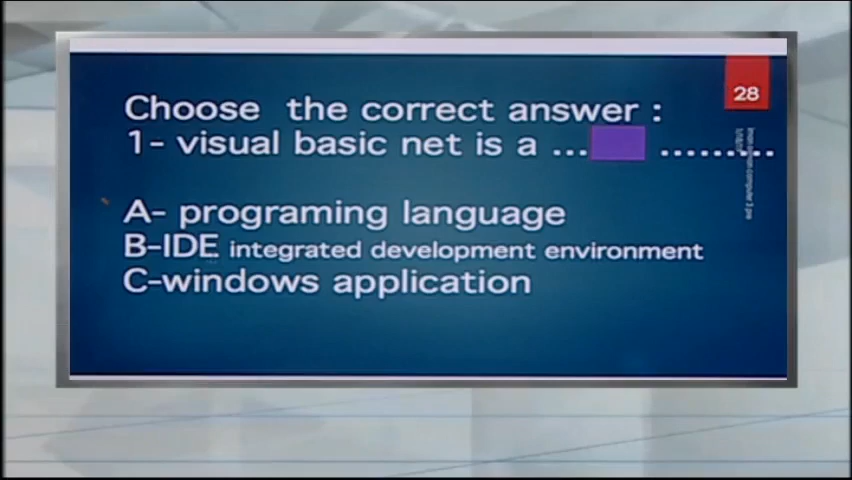 28
Choose the correct answer :
1- visual basic net is a ... .........
A- programing language
B-IDE integrated development environment
C-windows application